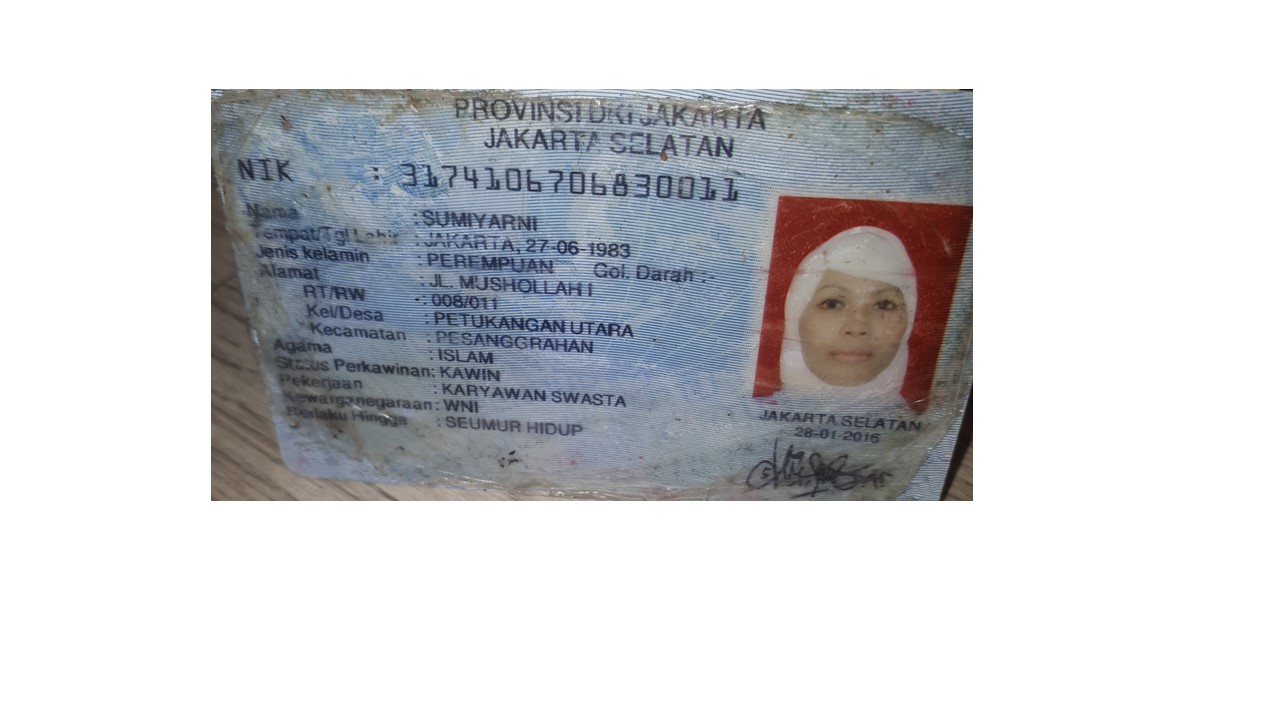 PROVINSI DKI JAKARTA
JAKARTA SELATAN
NIK : 3174106706830011
Nama : SUMIYARNI
Tempat/Tgl Lahir : JAKARTA, 27-06-1983
Jenis kelamin : PEREMPUAN Gol. Darah : -
Alamat : JL. MUSHOLLAH I
RT/RW : 008/011
Kel/Desa : PETUKANGAN UTARA
Kecamatan : PESANGGRAHAN
Agama : ISLAM
Status Perkawinan: KAWIN
Pekerjaan : KARYAWAN SWASTA
Kewarganegaraan: WNI
Berlaku Hingga : SEUMUR HIDUP
JAKARTA SELATAN
28-01-2016